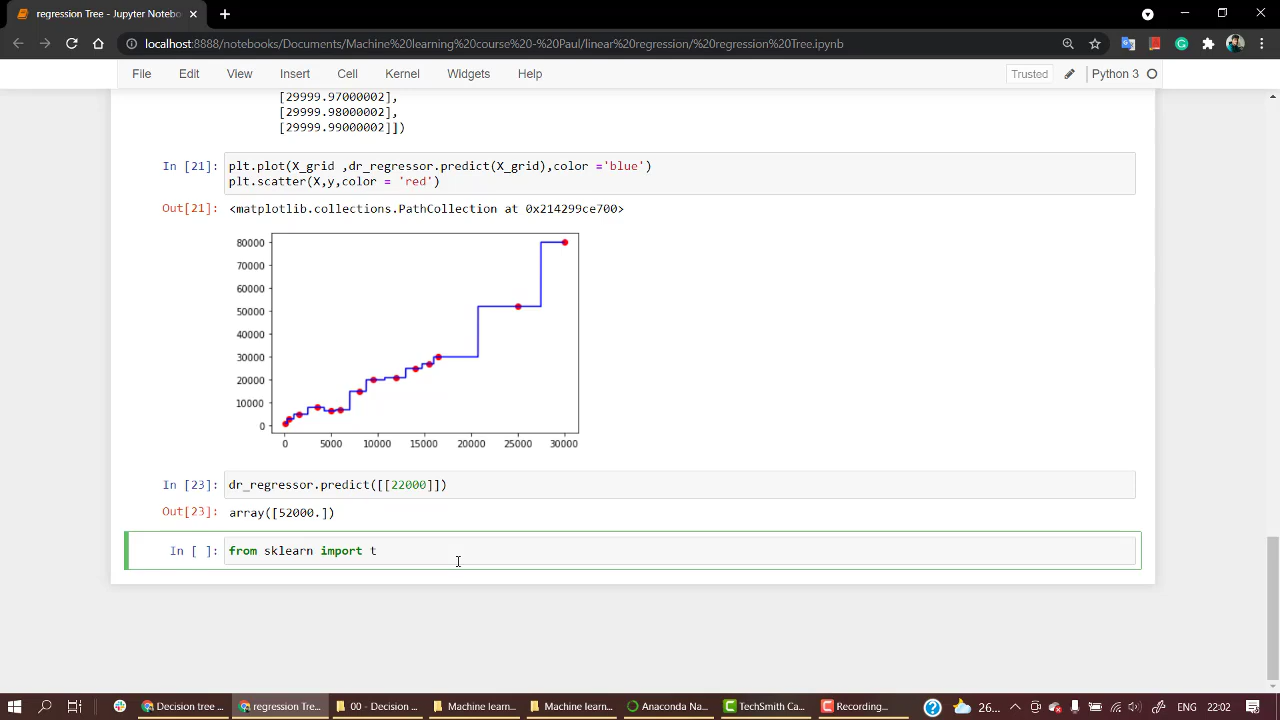 regression Tree - Jupyter Notebo
localhost:8888/notebooks/Documents/Machine%20learning%20course%20-%20Paul/linear%20regression/%20regression%20Tree.ipynb
File Edit View Insert Cell Kernel Widgets Help Trusted Python 3
[29999.97000002],
[29999.98000002],
[29999.99000002]])
In [21]: plt.plot(X_grid ,dr_regressor.predict(X_grid),color ='blue')
plt.scatter(X,y,color = 'red')
Out[21]: <matplotlib.collections.PathCollection at 0x214299ce700>
80000
70000
60000
50000
40000
30000
20000
10000
0
0 5000 10000 15000 20000 25000 30000
In [23]: dr_regressor.predict([[22000]])
Out[23]: array([52000.])
In [ ]: from sklearn import t
Decision tree ... regression Tre... 00 - Decision ... Machine learn... Machine learn... Anaconda Na... TechSmith Ca... Recording... 26... ENG 22:02